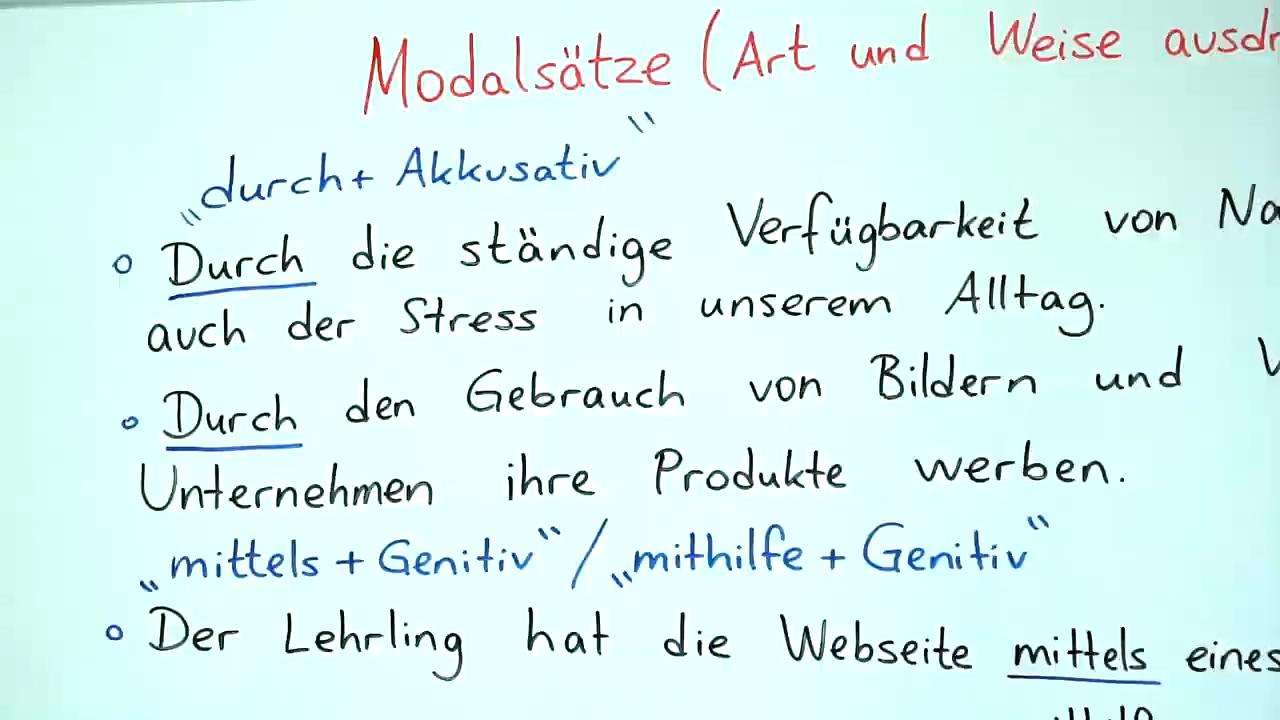 Modalsätze (Art und Weise
„durch + Akkusativ“
Durch die ständige Verfügbarkeit von
auch der Stress in unserem Alltag.
Durch den Gebrauch von Bildern und
Unternehmen ihre Produkte werben.
„mittels + Genitiv“ / „mithilfe + Genitiv“
Der Lehrling hat die Webseite mittels eines